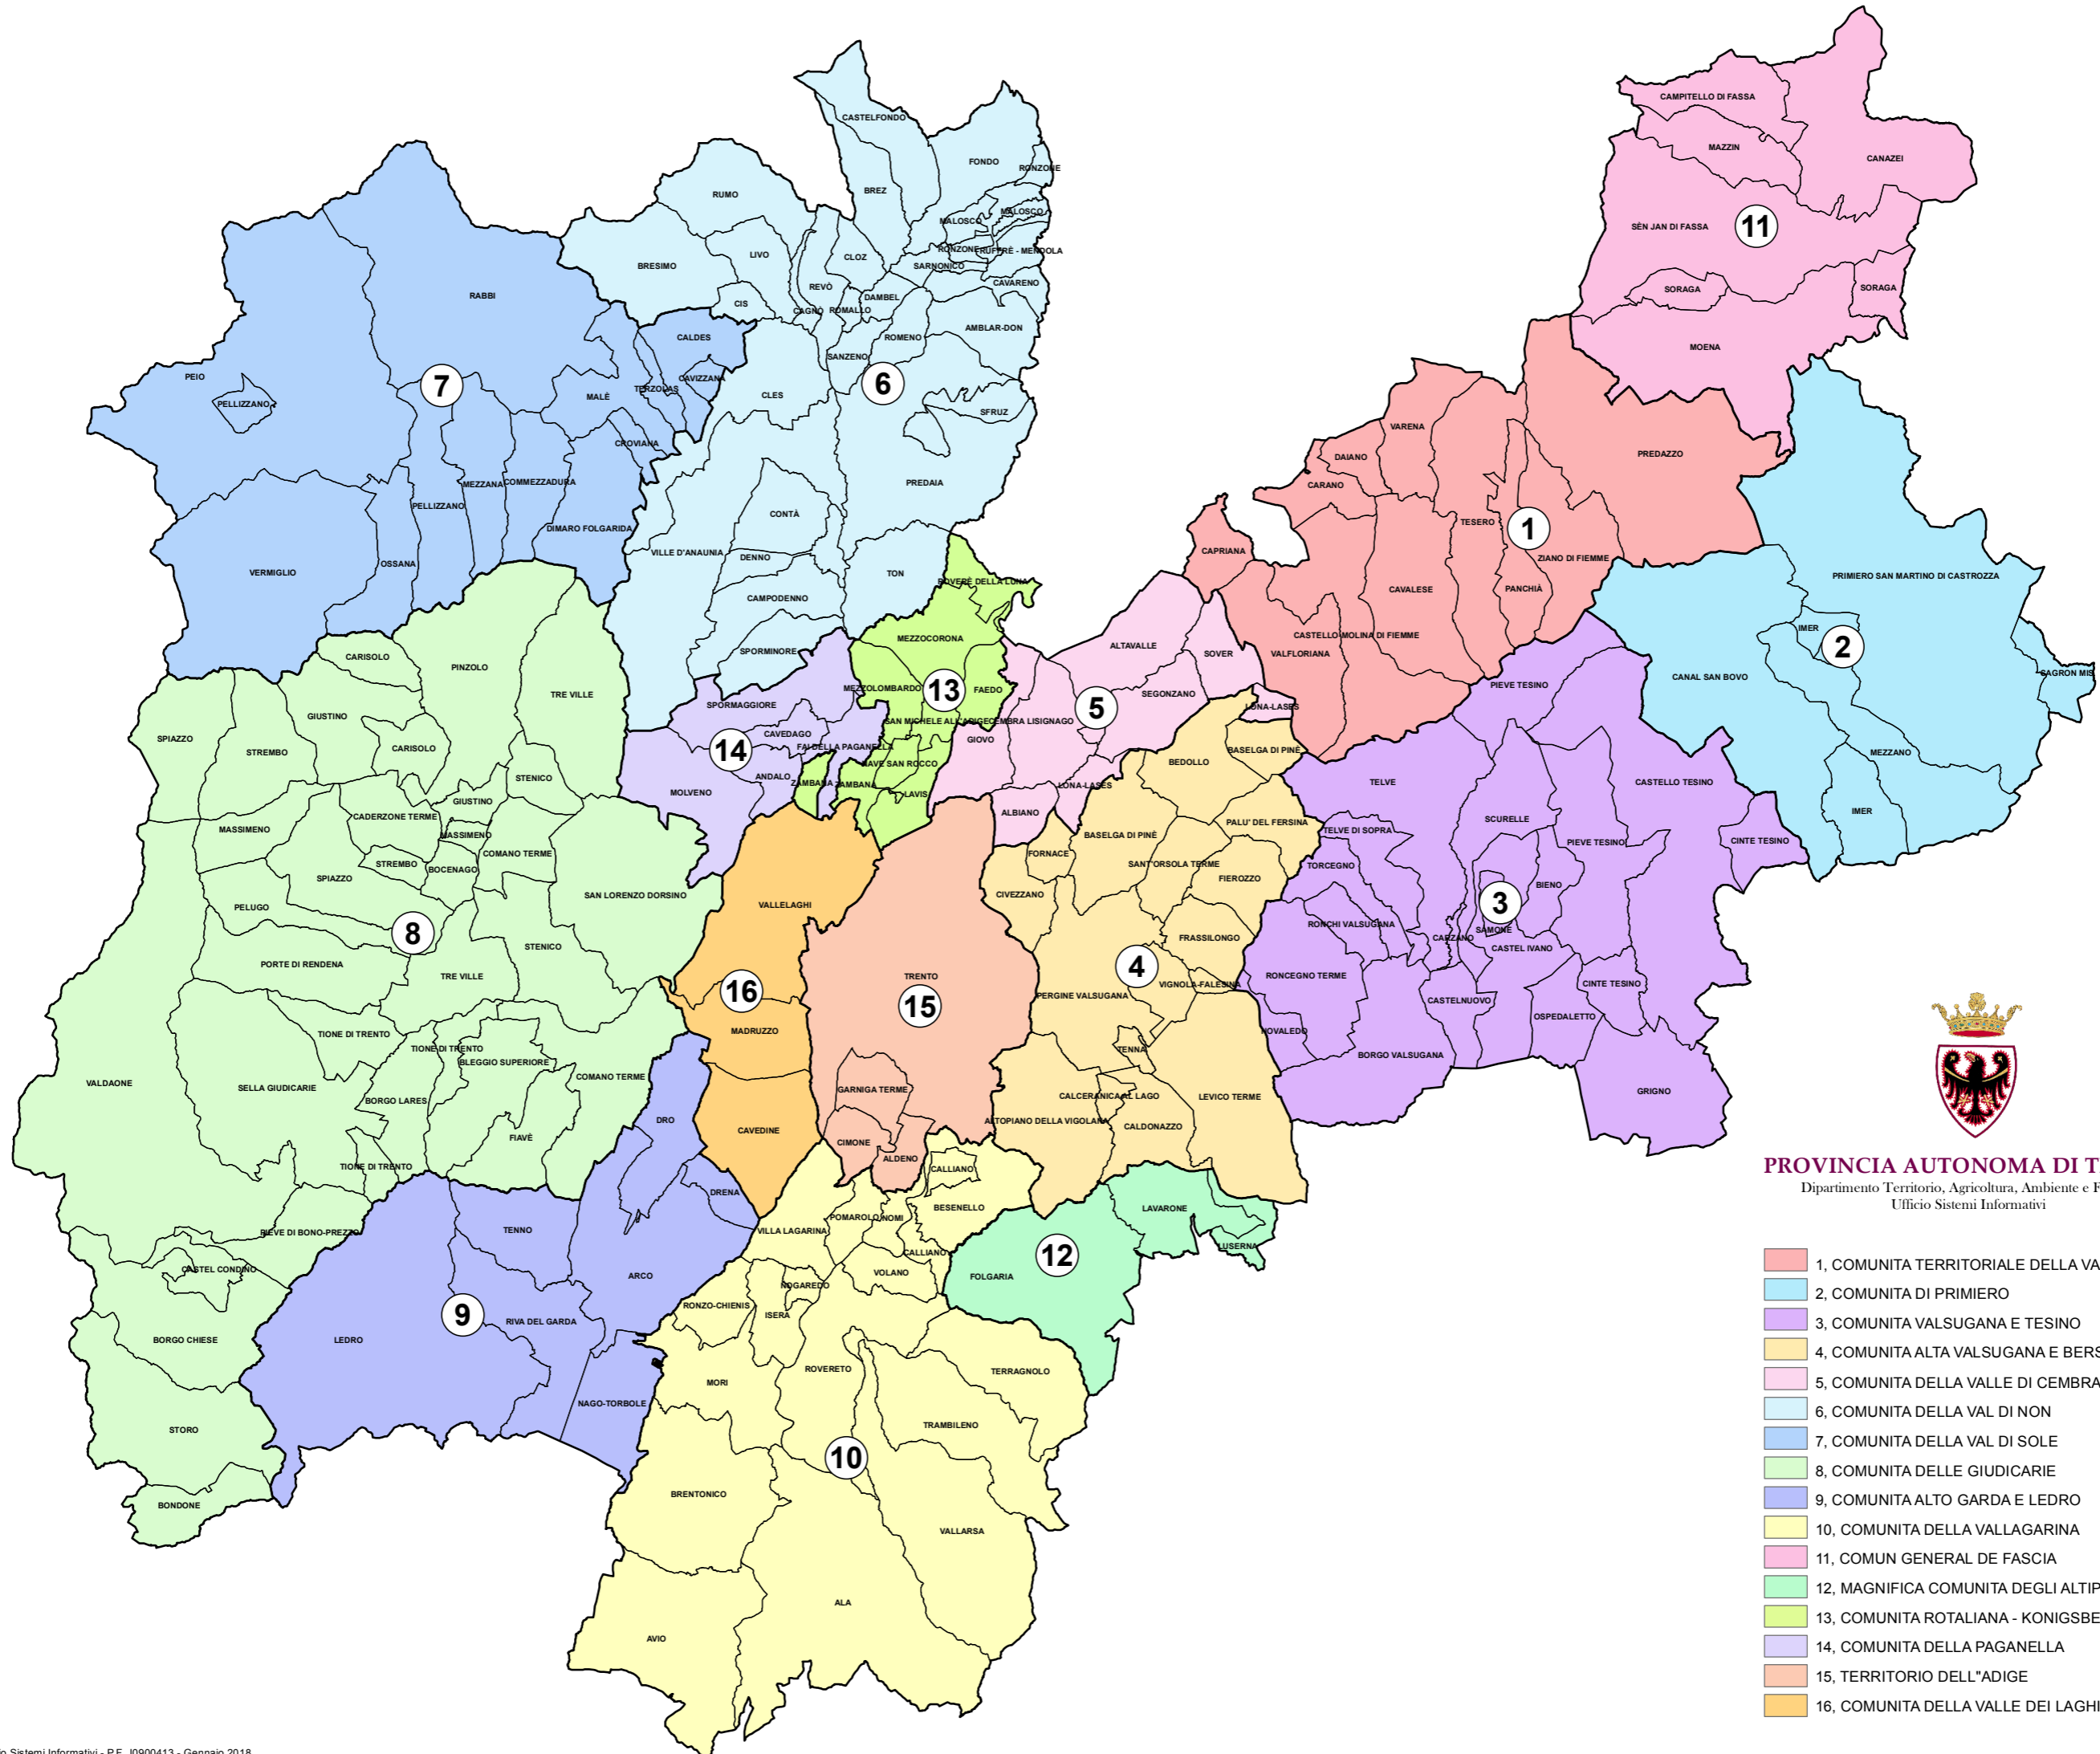 CAMPITELLO DI FASSA
MAZZIN
CANAZEI
SÈN JAN DI FASSA
11
SORAGA
SORAGA
MOENA
CASTELFONDO
FONDO
RONZONE
BREZ
RUMO
MALOSCO
MALOSCO
RONZONE
RUFFRÈ - MENDOLA
LIVO
CLOZ
SARNONICO
BRESIMO
CAVARENO
REVÒ
DAMBEL
CIS
CAGNÒ
ROMALLO
AMBLAR-DON
ROMENO
SANZENO
6
CLES
SFRUZ
PREDAIA
CONTÀ
VILLE D'ANAUNIA
DENNO
TON
CAMPODENNO
SPORMINORE
RABBI
CALDES
PEIO
7
CAVIZZANA
TERZOLAS
MALÈ
PELLIZZANO
CROVIANA
MEZZANA
COMMEZZADURA
PELLIZZANO
DIMARO FOLGARIDA
OSSANA
VERMIGLIO
VARENA
DAIANO
PREDAZZO
CARANO
TESERO
1
CAPRIANA
ZIANO DI FIEMME
CAVALESE
PANCHIÀ
CASTELLO-MOLINA DI FIEMME
VALFLORIANA
PRIMIERO SAN MARTINO DI CASTROZZA
IMER
2
CANAL SAN BOVO
SAGRON MIS
MEZZANO
IMER
ROVERÈ DELLA LUNA
MEZZOCORONA
MEZZOLOMBARDO
13
FAEDO
SAN MICHELE ALL'ADIGE
NAVE SAN ROCCO
ZAMBANA
ZAMBANA
LAVIS
ALTAVALLE
SOVER
SEGONZANO
5
LONA-LASES
CEMBRA LISIGNAGO
GIOVO
LONA-LASES
ALBIANO
SPORMAGGIORE
CAVEDAGO
14
FAI DELLA PAGANELLA
ANDALO
MOLVENO
CARISOLO
PINZOLO
TRE VILLE
GIUSTINO
SPIAZZO
STREMBO
CARISOLO
STENICO
GIUSTINO
CADERZONE TERME
MASSIMENO
MASSIMENO
COMANO TERME
STREMBO
BOCENAGO
SPIAZZO
SAN LORENZO DORSINO
PELUGO
8
STENICO
PORTE DI RENDENA
TRE VILLE
TIONE DI TRENTO
TIONE DI TRENTO
BLEGGIO SUPERIORE
VALDAONE
SELLA GIUDICARIE
COMANO TERME
BORGO LARES
FIAVÈ
TIONE DI TRENTO
PIEVE DI BONO-PREZZO
CASTEL CONDINO
BORGO CHIESE
STORO
BONDONE
BEDOLLO
BASELGA DI PINÈ
BASELGA DI PINÈ
PALU' DEL FERSINA
FORNACE
SANT'ORSOLA TERME
FIEROZZO
CIVEZZANO
FRASSILONGO
4
VIGNOLA-FALESINA
PERGINE VALSUGANA
TENNA
CALCERANICA AL LAGO
LEVICO TERME
ALTOPIANO DELLA VIGOLANA
CALDONAZZO
PIEVE TESINO
TELVE
CASTELLO TESINO
SCURELLE
TELVE DI SOPRA
PIEVE TESINO
CINTE TESINO
TORCEGNO
BIENO
3
RONCHI VALSUGANA
SAMONE
CARZANO
CASTEL IVANO
RONCEGNO TERME
CINTE TESINO
CASTELNUOVO
OSPEDALETTO
NOVALEDO
BORGO VALSUGANA
GRIGNO
VALLELAGHI
16
MADRUZZO
CAVEDINE
TRENTO
15
GARNIGA TERME
CIMONE
ALDENO
DRO
DRENA
TENNO
ARCO
9
RIVA DEL GARDA
LEDRO
NAGO-TORBOLE
CALLIANO
BESENELLO
POMAROLO
NOMI
VILLA LAGARINA
CALLIANO
VOLANO
NOGAREDO
RONZO-CHIENIS
ISERA
ROVERETO
TERRAGNOLO
MORI
TRAMBILENO
10
BRENTONICO
VALLARSA
ALA
AVIO
LAVARONE
LUSERNA
12
FOLGARIA
PROVINCIA AUTONOMA DI T
Dipartimento Territorio, Agricoltura, Ambiente e F
Ufficio Sistemi Informativi
1, COMUNITA TERRITORIALE DELLA VA
2, COMUNITA DI PRIMIERO
3, COMUNITA VALSUGANA E TESINO
4, COMUNITA ALTA VALSUGANA E BERS
5, COMUNITA DELLA VALLE DI CEMBRA
6, COMUNITA DELLA VAL DI NON
7, COMUNITA DELLA VAL DI SOLE
8, COMUNITA DELLE GIUDICARIE
9, COMUNITA ALTO GARDA E LEDRO
10, COMUNITA DELLA VALLAGARINA
11, COMUN GENERAL DE FASCIA
12, MAGNIFICA COMUNITA DEGLI ALTIP
13, COMUNITA ROTALIANA - KONIGSBE
14, COMUNITA DELLA PAGANELLA
15, TERRITORIO DELL"ADIGE
16, COMUNITA DELLA VALLE DEI LAGHI
io Sistemi Informativi - P.F. J0900413 - Gennaio 2018